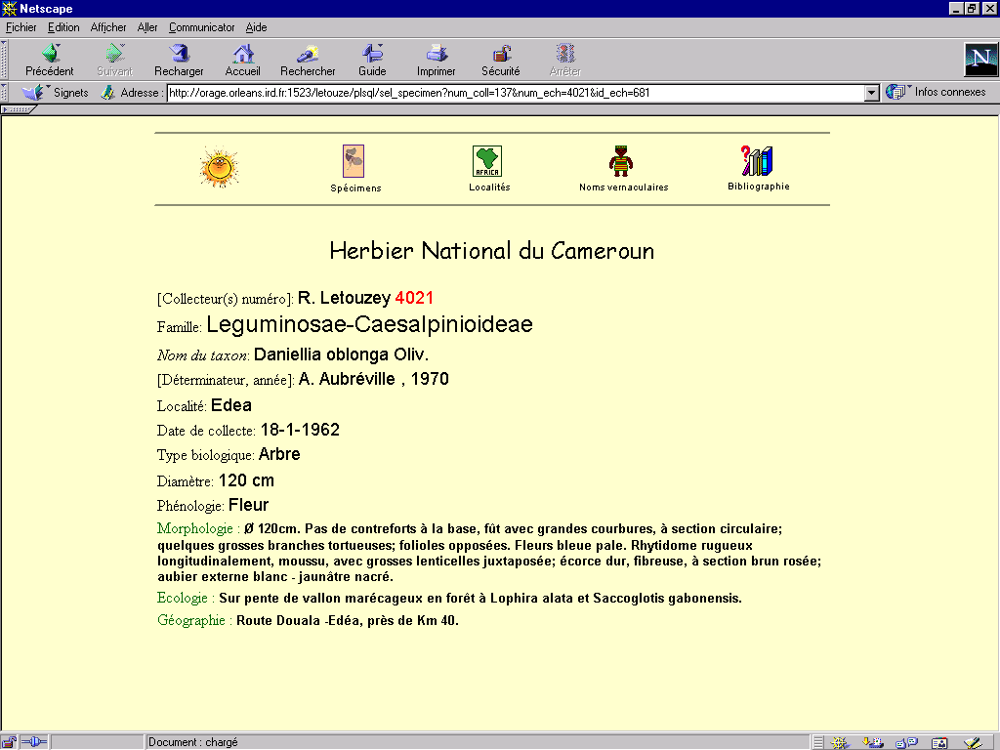 Netscape
Fichier Edition Afficher Aller Communicator Aide
Précédent Suivant Recharger Accueil Rechercher Guide Imprimer Sécurité Arrêter N
Signets Adresse : http://orage.orleans.ird.fr:1523/letouze/plsql/sel_specimen?num_coll=137&num_ech=4021&id_ech=681 Infos connexes
AFRICA
Spécimens Localités Noms vernaculaires Bibliographie
Herbier National du Cameroun
[Collecteur(s) numéro]: R. Letouzey 4021
Famille: Leguminosae-Caesalpinioideae
Nom du taxon: Daniellia oblonga Oliv.
[Déterminateur, année]: A. Aubréville , 1970
Localité: Edea
Date de collecte: 18-1-1962
Type biologique: Arbre
Diamètre: 120 cm
Phénologie: Fleur
Morphologie : Ø 120cm. Pas de contreforts à la base, fût avec grandes courbures, à section circulaire;
quelques grosses branches tortueuses; folioles opposées. Fleurs bleue pale. Rhytidome rugueux
longitudinalement, moussu, avec grosses lenticelles juxtaposée; écorce dur, fibreuse, à section brun rosée;
aubier externe blanc - jaunâtre nacré.
Ecologie : Sur pente de vallon marécageux en forêt à Lophira alata et Saccoglotis gabonensis.
Géographie : Route Douala -Edéa, près de Km 40.
Document : chargé